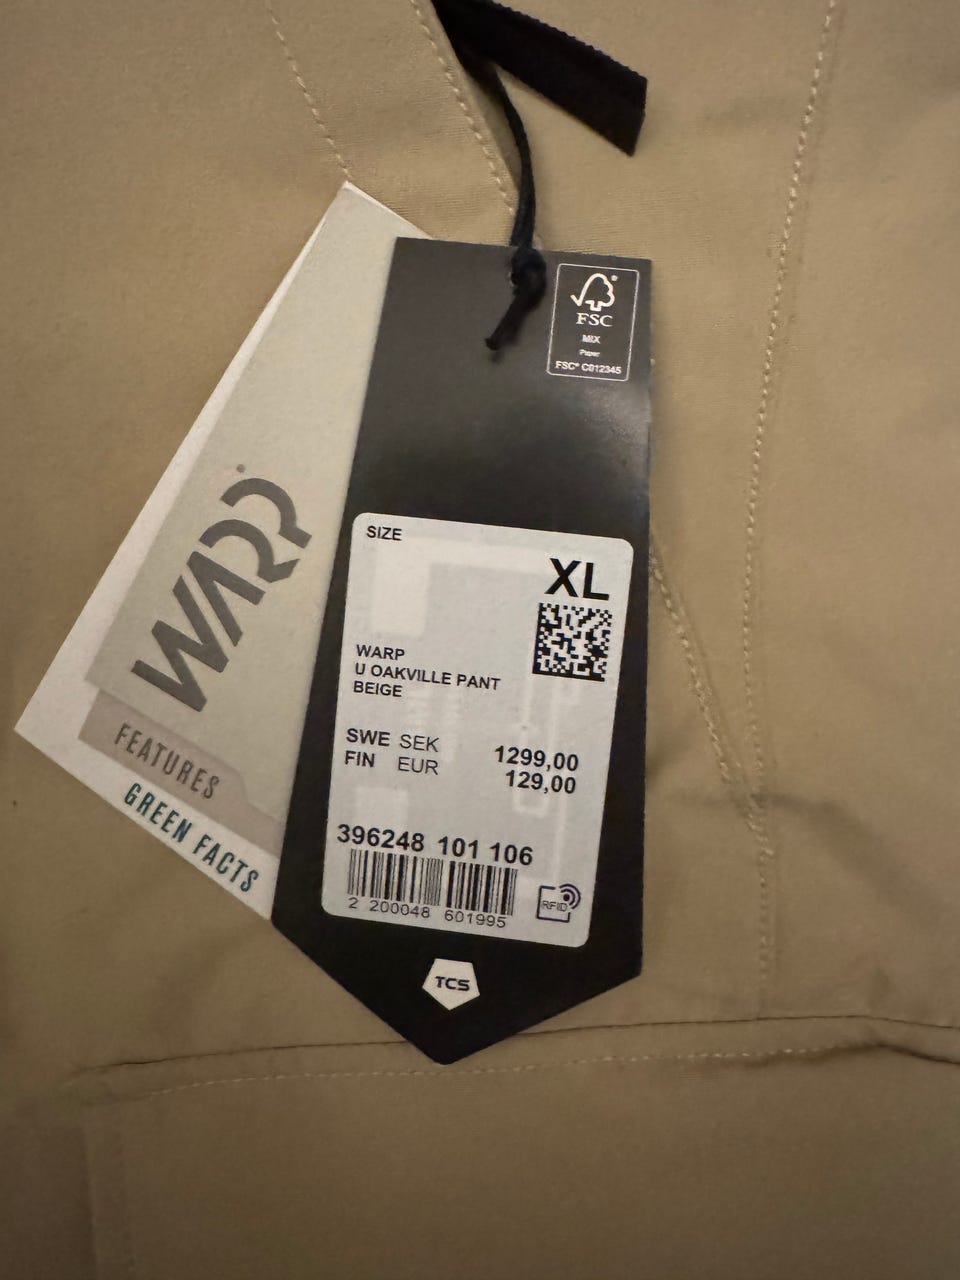 FSC
MIX
Paper
FSC® C012345
SIZE
XL
WARP
U OAKVILLE PANT
BEIGE
SWE SEK 1299,00
FIN EUR 129,00
396248 101 106
2 200048 601995
RFID
TCS
WARP
FEATURES
GREEN FACTS